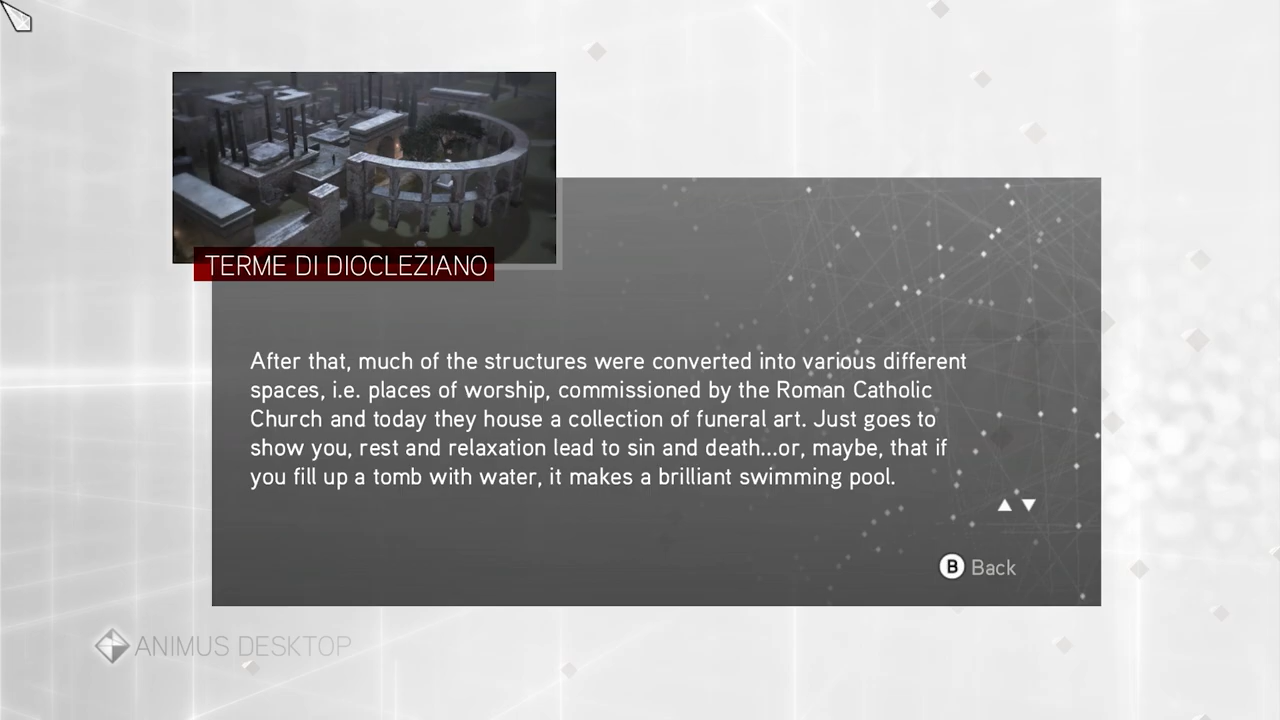 TERME DI DIOCLEZIANO
After that, much of the structures were converted into various different
spaces, i.e. places of worship, commissioned by the Roman Catholic
Church and today they house a collection of funeral art. Just goes to
show you, rest and relaxation lead to sin and death...or, maybe, that if
you fill up a tomb with water, it makes a brilliant swimming pool.
B Back
ANIMUS DESKTOP